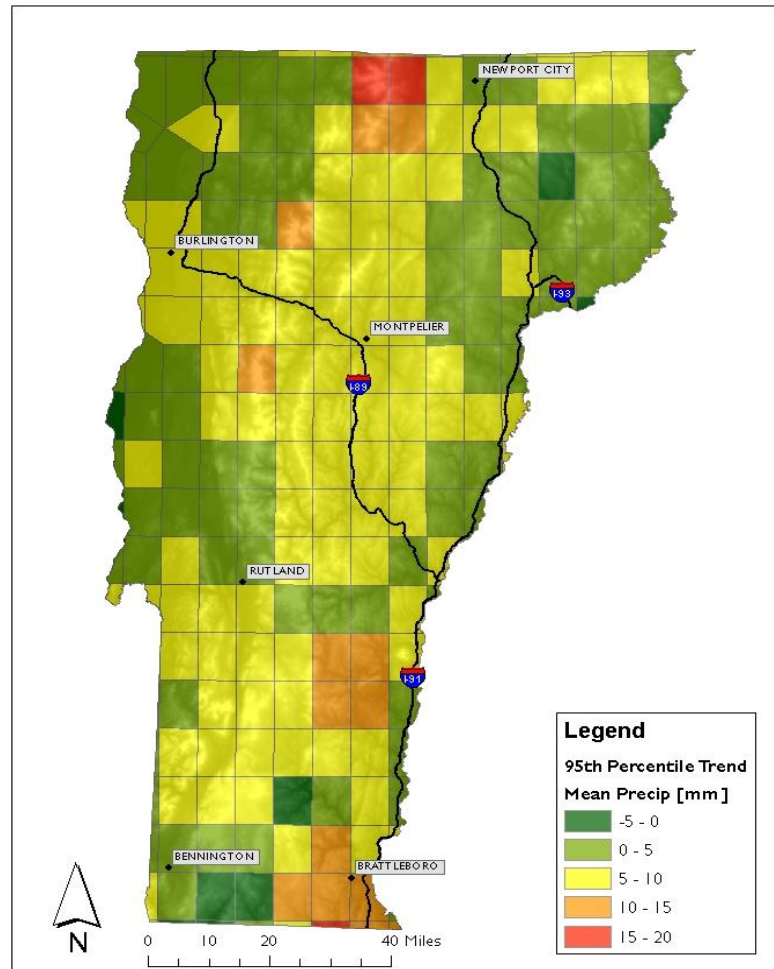 NEWPORT CITY
BURLINGTON
I-93
MONTPELIER
I-89
RUTLAND
I-91
BENNINGTON
BRATTLEBORO
N
0 10 20 40 Miles
Legend
95th Percentile Trend
Mean Precip [mm]
-5 - 0
0 - 5
5 - 10
10 - 15
15 - 20